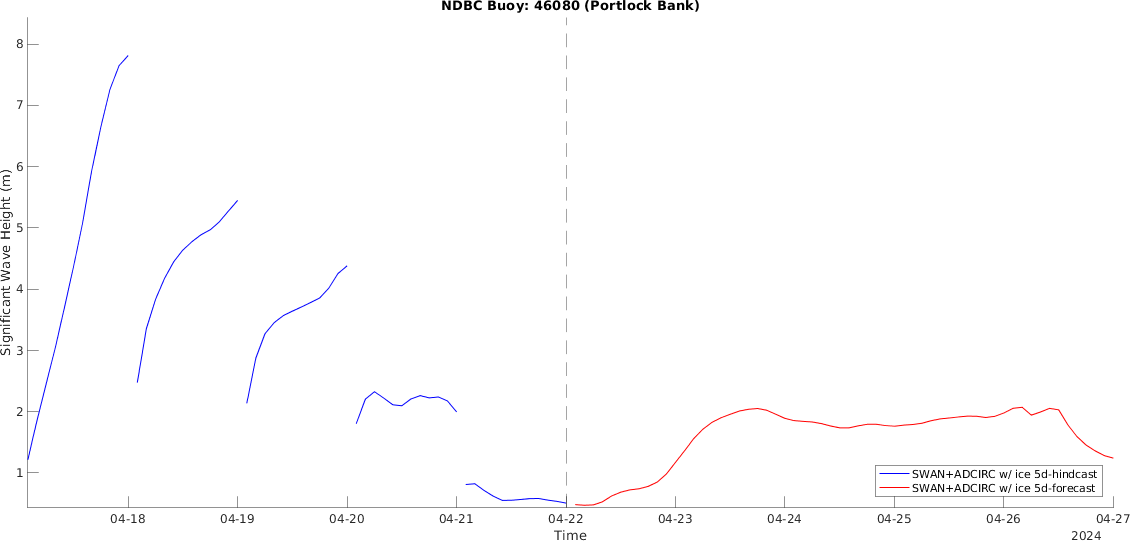 NDBC Buoy: 46080 (Portlock Bank)
Significant Wave Height (m)
8
7
6
5
4
3
2
1
SWAN+ADCIRC w/ ice 5d-hindcast
SWAN+ADCIRC w/ ice 5d-forecast
04-18 04-19 04-20 04-21 04-22 04-23 04-24 04-25 04-26 04-27
Time
2024